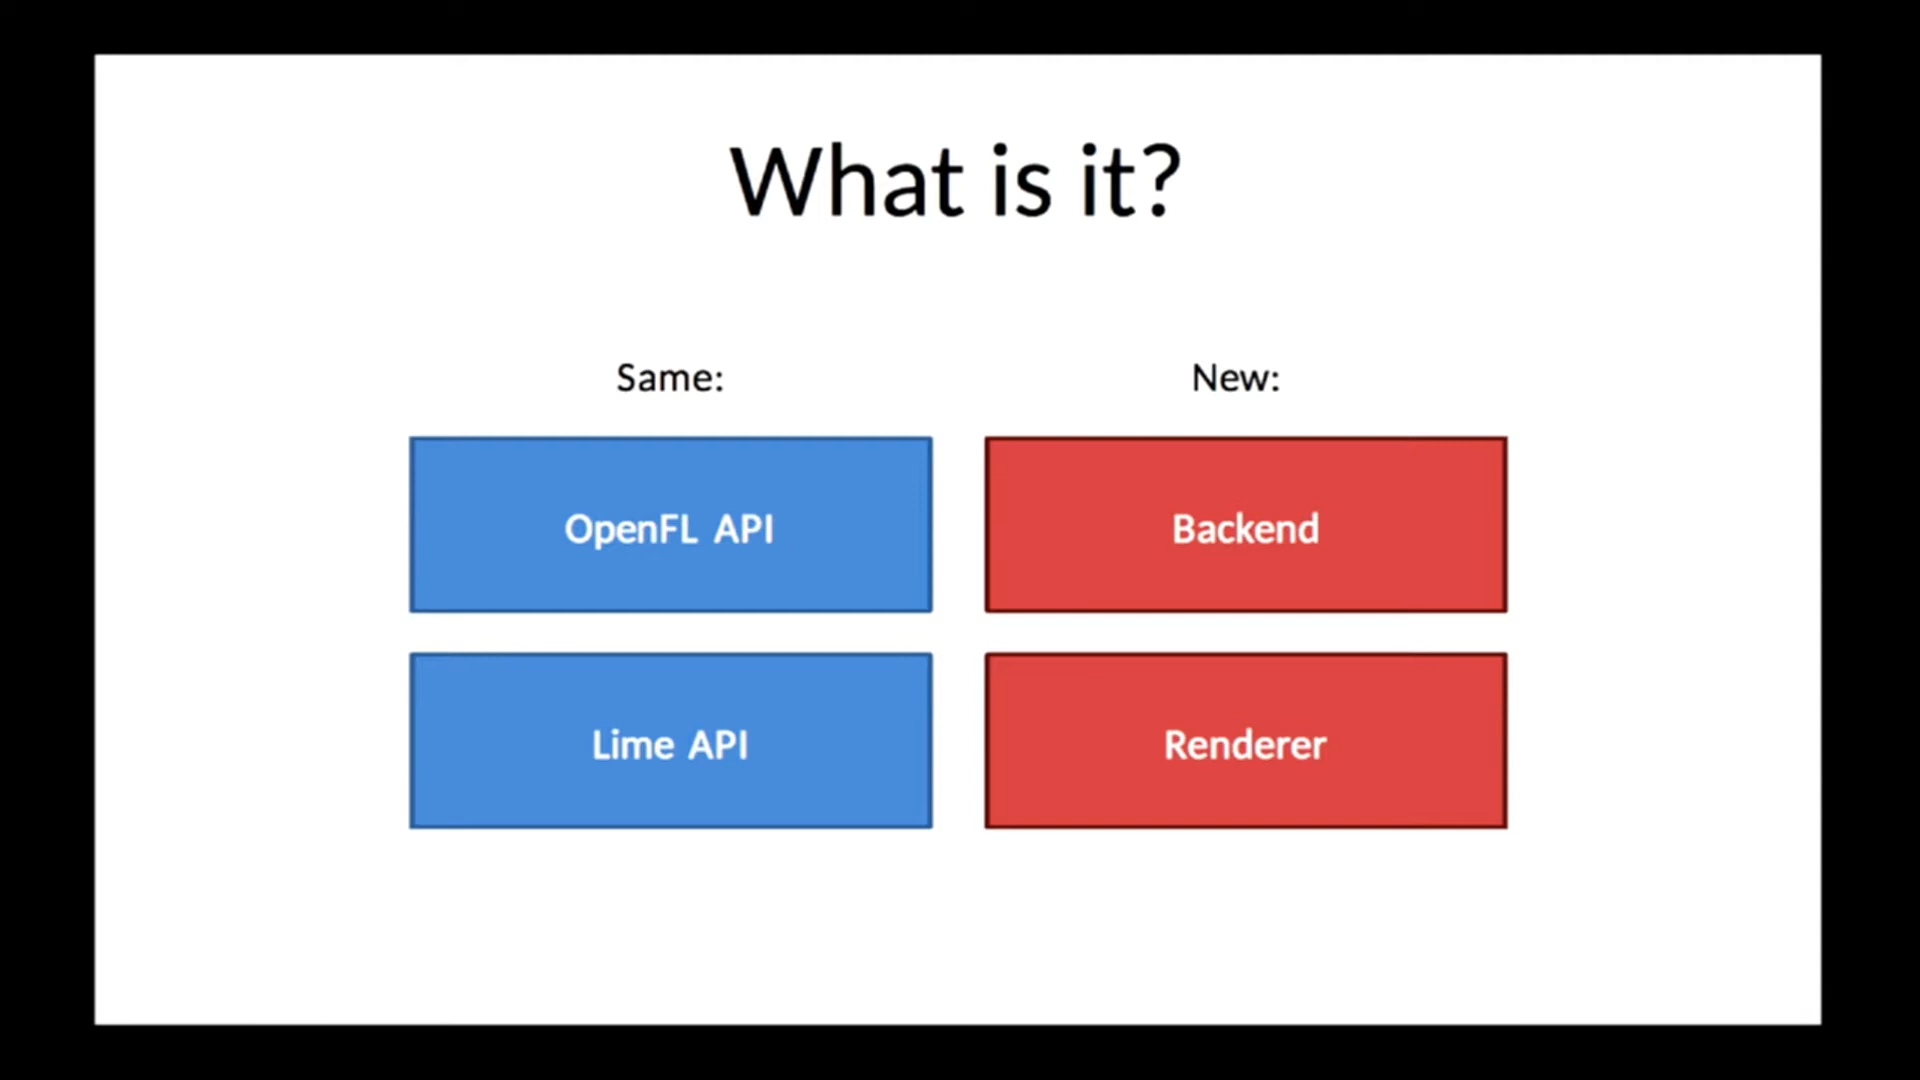 What is it?
Same:
New:
OpenFL API
Backend
Lime API
Renderer